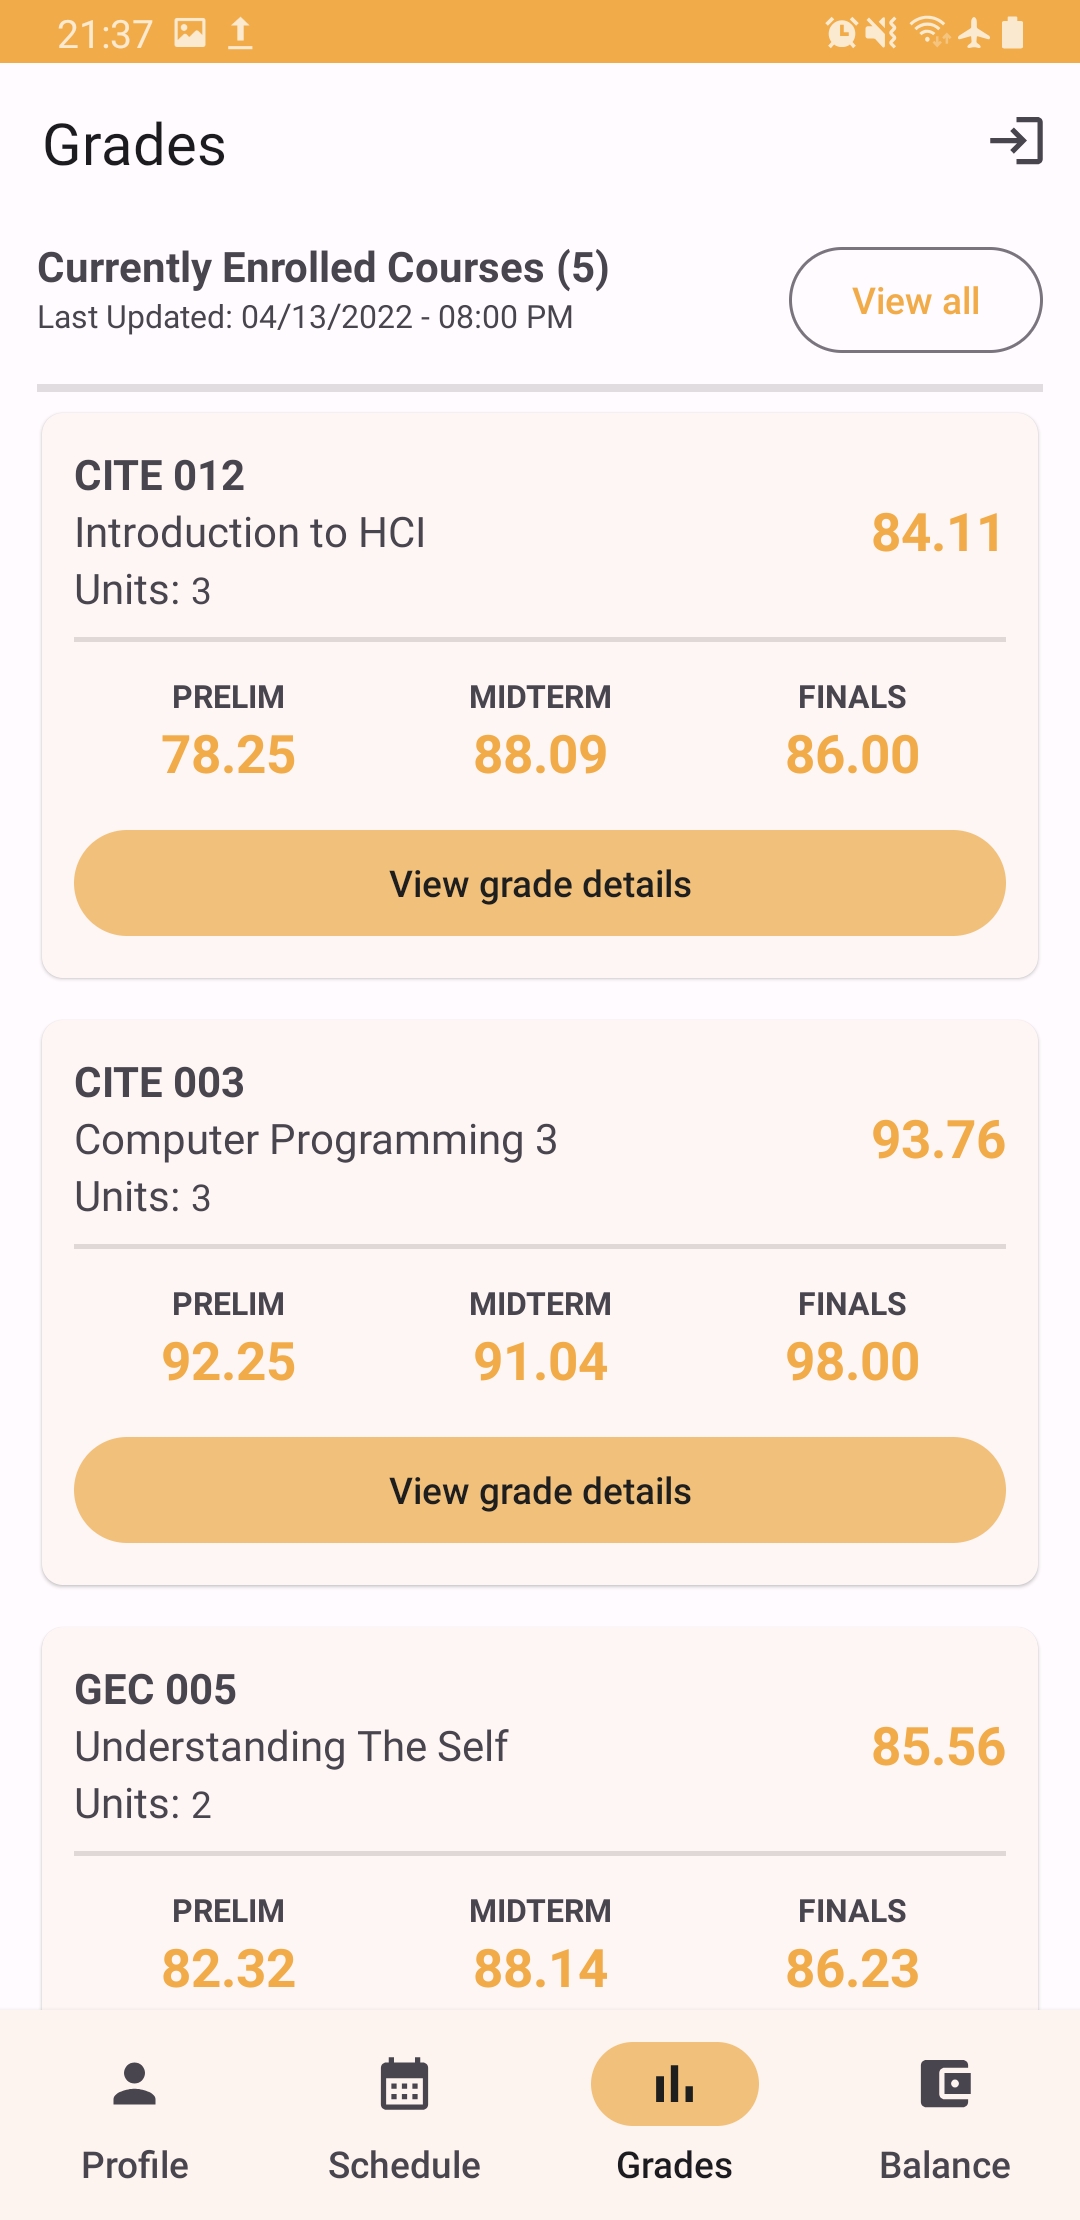 21:37
Grades
Currently Enrolled Courses (5)
Last Updated: 04/13/2022 - 08:00 PM
View all
CITE 012
Introduction to HCI
84.11
Units: 3
PRELIM MIDTERM FINALS
78.25 88.09 86.00
View grade details
CITE 003
Computer Programming 3
93.76
Units: 3
PRELIM MIDTERM FINALS
92.25 91.04 98.00
View grade details
GEC 005
Understanding The Self
85.56
Units: 2
PRELIM MIDTERM FINALS
82.32 88.14 86.23
Profile Schedule Grades Balance